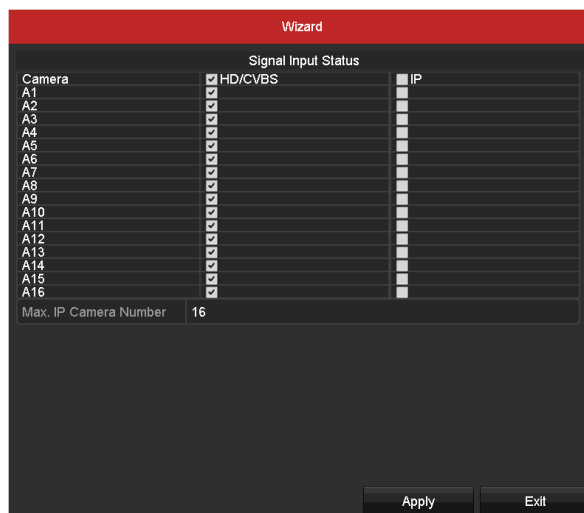 Wizard
Signal Input Status
Camera HD/CVBS IP
A1
A2
A3
A4
A5
A6
A7
A8
A9
A10
A11
A12
A13
A14
A15
A16
Max. IP Camera Number 16
Apply Exit